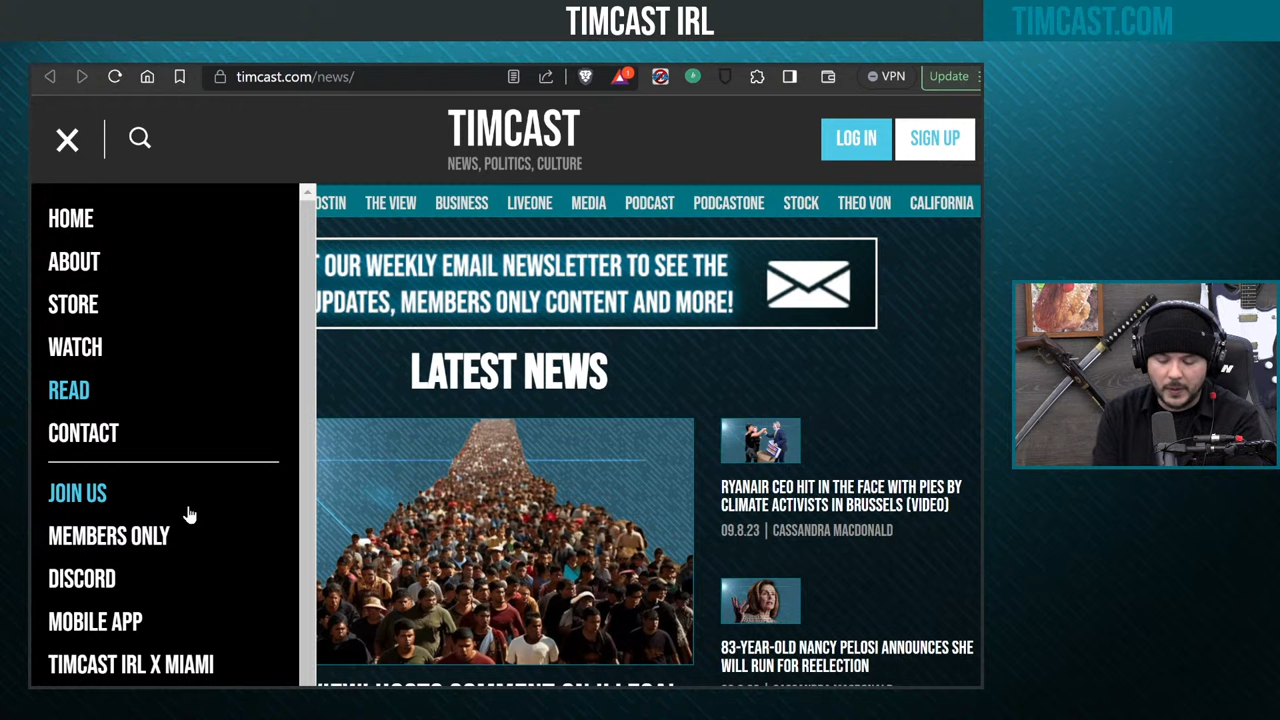 TIMCAST IRL
TIMCAST.COM
timcast.com/news/
1
VPN
Update
TIMCAST
NEWS, POLITICS, CULTURE
LOG IN
SIGN UP
THE VIEW
BUSINESS
LIVEONE
MEDIA
PODCAST
PODCASTONE
STOCK
THEO VON
CALIFORNIA
HOME
ABOUT
STORE
WATCH
READ
CONTACT
JOIN US
MEMBERS ONLY
DISCORD
MOBILE APP
TIMCAST IRL X MIAMI
OUR WEEKLY EMAIL NEWSLETTER TO SEE THE
UPDATES, MEMBERS ONLY CONTENT AND MORE!
LATEST NEWS
RYANAIR CEO HIT IN THE FACE WITH PIES BY
CLIMATE ACTIVISTS IN BRUSSELS (VIDEO)
09.8.23 | CASSANDRA MACDONALD
83-YEAR-OLD NANCY PELOSI ANNOUNCES SHE
WILL RUN FOR REELECTION